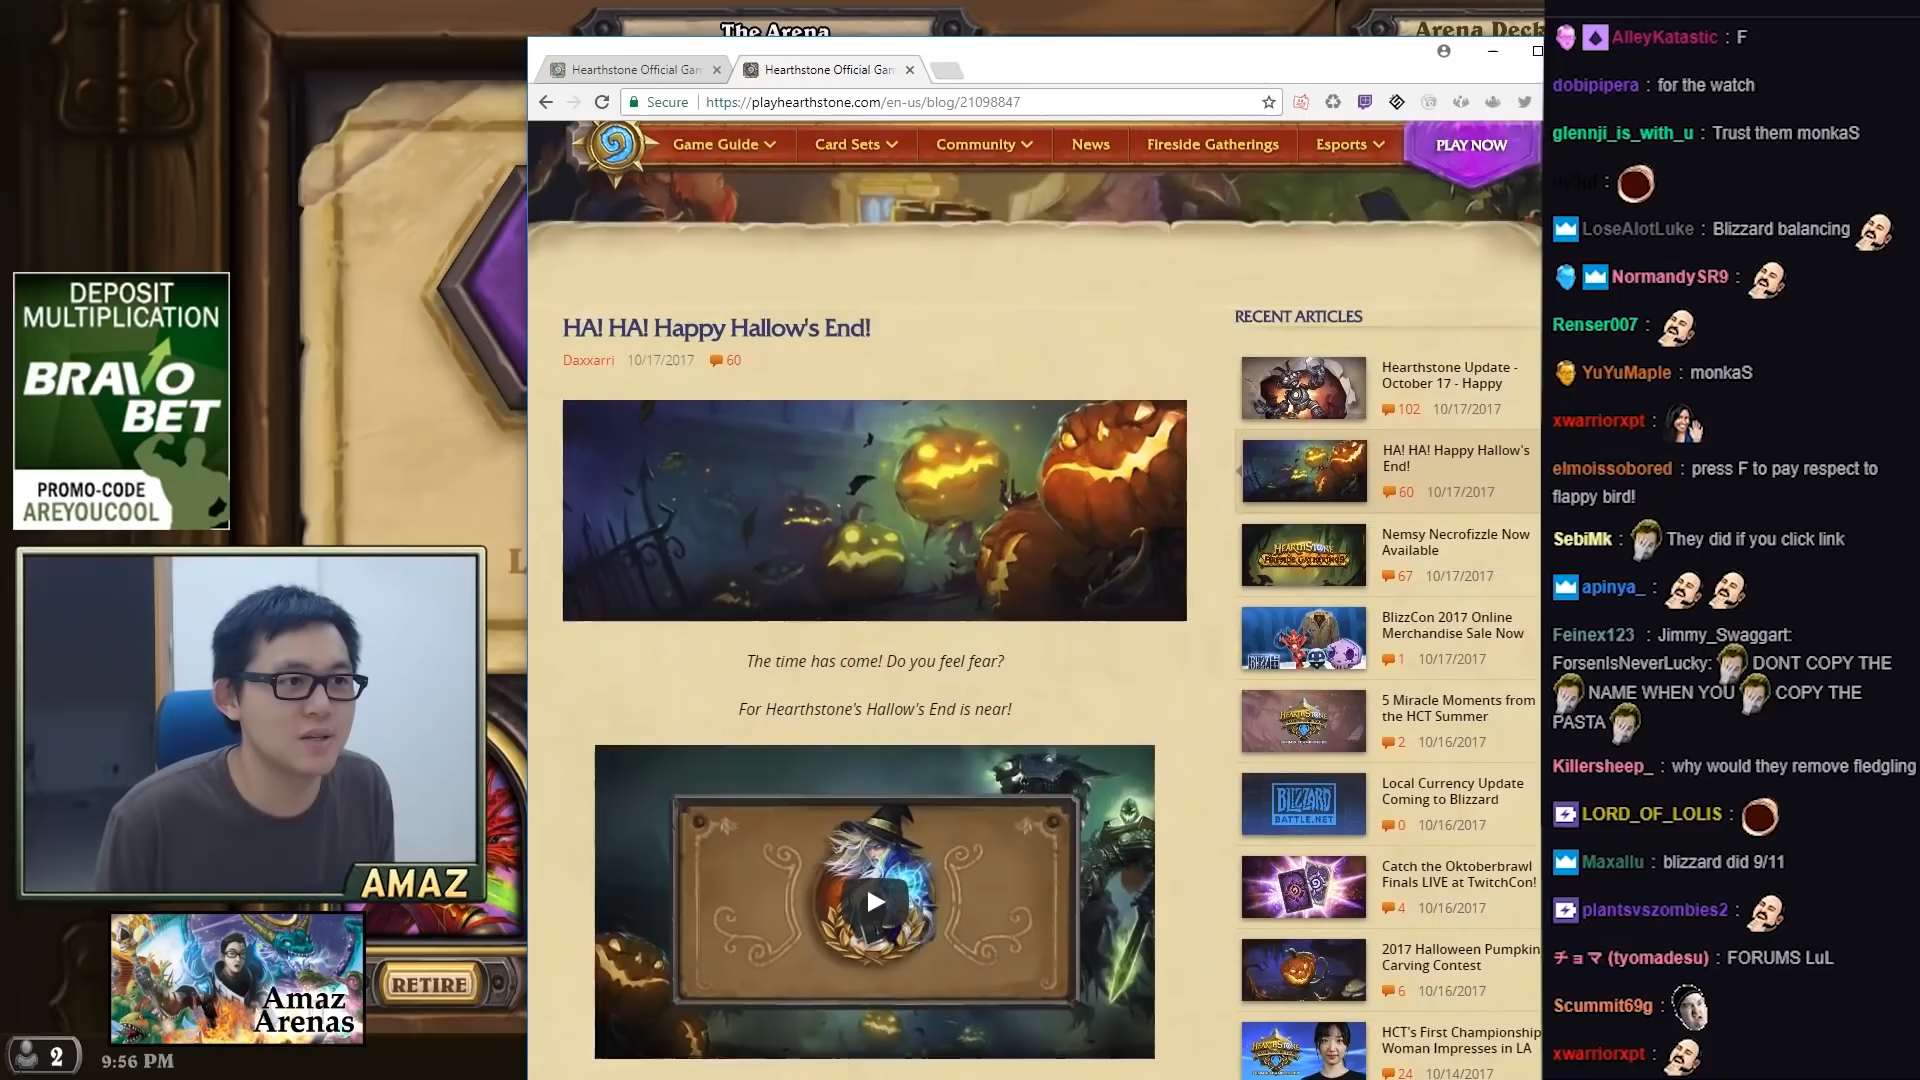 The Arena
Arena Deck
Hearthstone Official Gam
Hearthstone Official Gam
Secure
https://playhearthstone.com/en-us/blog/21098847
Game Guide
Card Sets
Community
News
Fireside Gatherings
Esports
PLAY NOW
HA! HA! Happy Hallow's End!
Daxxarri 10/17/2017 60
The time has come! Do you feel fear?
For Hearthstone's Hallow's End is near!
RECENT ARTICLES
Hearthstone Update -
October 17 - Happy
102 10/17/2017
HA! HA! Happy Hallow's
End!
60 10/17/2017
HEARTHSTONE
FIRESIDE GATHERINGS
Nemsy Necrofizzle Now
Available
67 10/17/2017
BlizzCon 2017 Online
Merchandise Sale Now
1 10/17/2017
HEARTHSTONE
5 Miracle Moments from
the HCT Summer
2 10/16/2017
BLIZZARD
BATTLE.NET
Local Currency Update
Coming to Blizzard
0 10/16/2017
Catch the Oktoberbrawl
Finals LIVE at TwitchCon!
4 10/16/2017
2017 Halloween Pumpkin
Carving Contest
6 10/16/2017
HEARTHSTONE
HCT's First Championship
Woman Impresses in LA
24 10/14/2017
DEPOSIT
MULTIPLICATION
BRAVO
BET
PROMO-CODE
AREYOUCOOL
AMAZ
Amaz
Arenas
RETIRE
2
9:56 PM
AlleyKatastic : F
dobipipera : for the watch
glennji_is_with_u : Trust them monkaS
LoseAlotLuke : Blizzard balancing
NormandySR9 :
Renser007 :
YuYuMaple : monkaS
xwarriorxpt :
elmoissobored : press F to pay respect to
flappy bird!
SebiMk : They did if you click link
apinya_ :
Feinex123 : Jimmy_Swaggart:
ForsenIsNeverLucky: DONT COPY THE
NAME WHEN YOU COPY THE
PASTA
Killersheep_ : why would they remove fledgling
LORD_OF_LOLIS :
Maxallu : blizzard did 9/11
plantsvszombies2 :
チョマ (tyomadesu) : FORUMS LuL
Scummit69g :
xwarriorxpt :